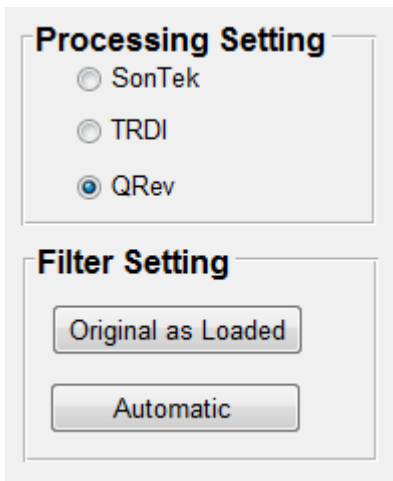 Processing Setting
SonTek
TRDI
QRev
Filter Setting
Original as Loaded
Automatic